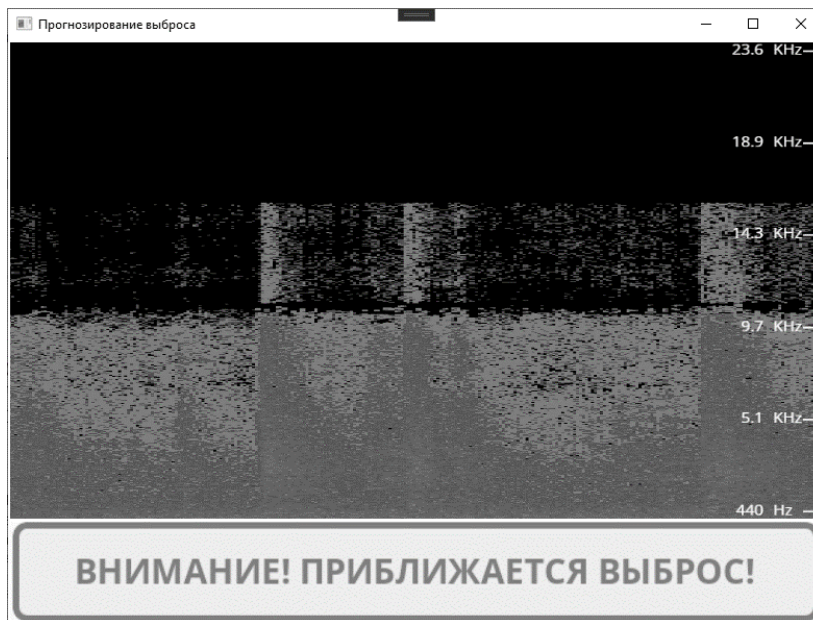 Прогнозирование выброса
23.6 KHz
18.9 KHz
14.3 KHz
9.7 KHz
5.1 KHz
440 Hz
ВНИМАНИЕ! ПРИБЛИЖАЕТСЯ ВЫБРОС!